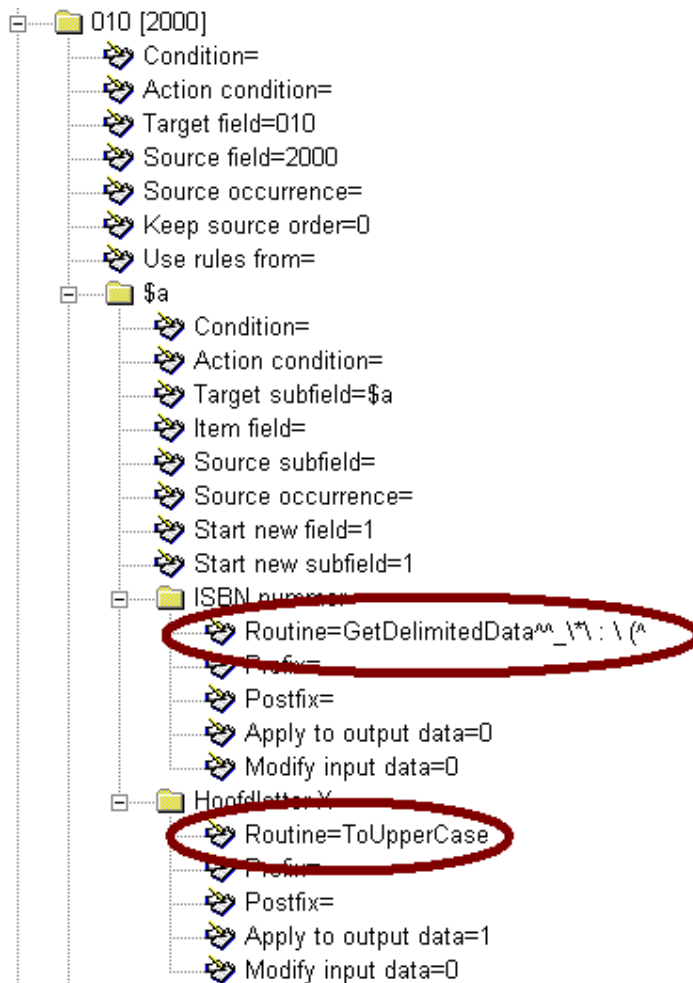 010 [2000]
Condition=
Action condition=
Target field=010
Source field=2000
Source occurrence=
Keep source order=0
Use rules from=
$a
Condition=
Action condition=
Target subfield=$a
Item field=
Source subfield=
Source occurrence=
Start new field=1
Start new subfield=1
ISBN nummer
Routine=GetDelimitedData^^_\*\ : \ (^
Prefix=
Postfix=
Apply to output data=0
Modify input data=0
Hoofdletter X
Routine=ToUpperCase
Prefix=
Postfix=
Apply to output data=1
Modify input data=0